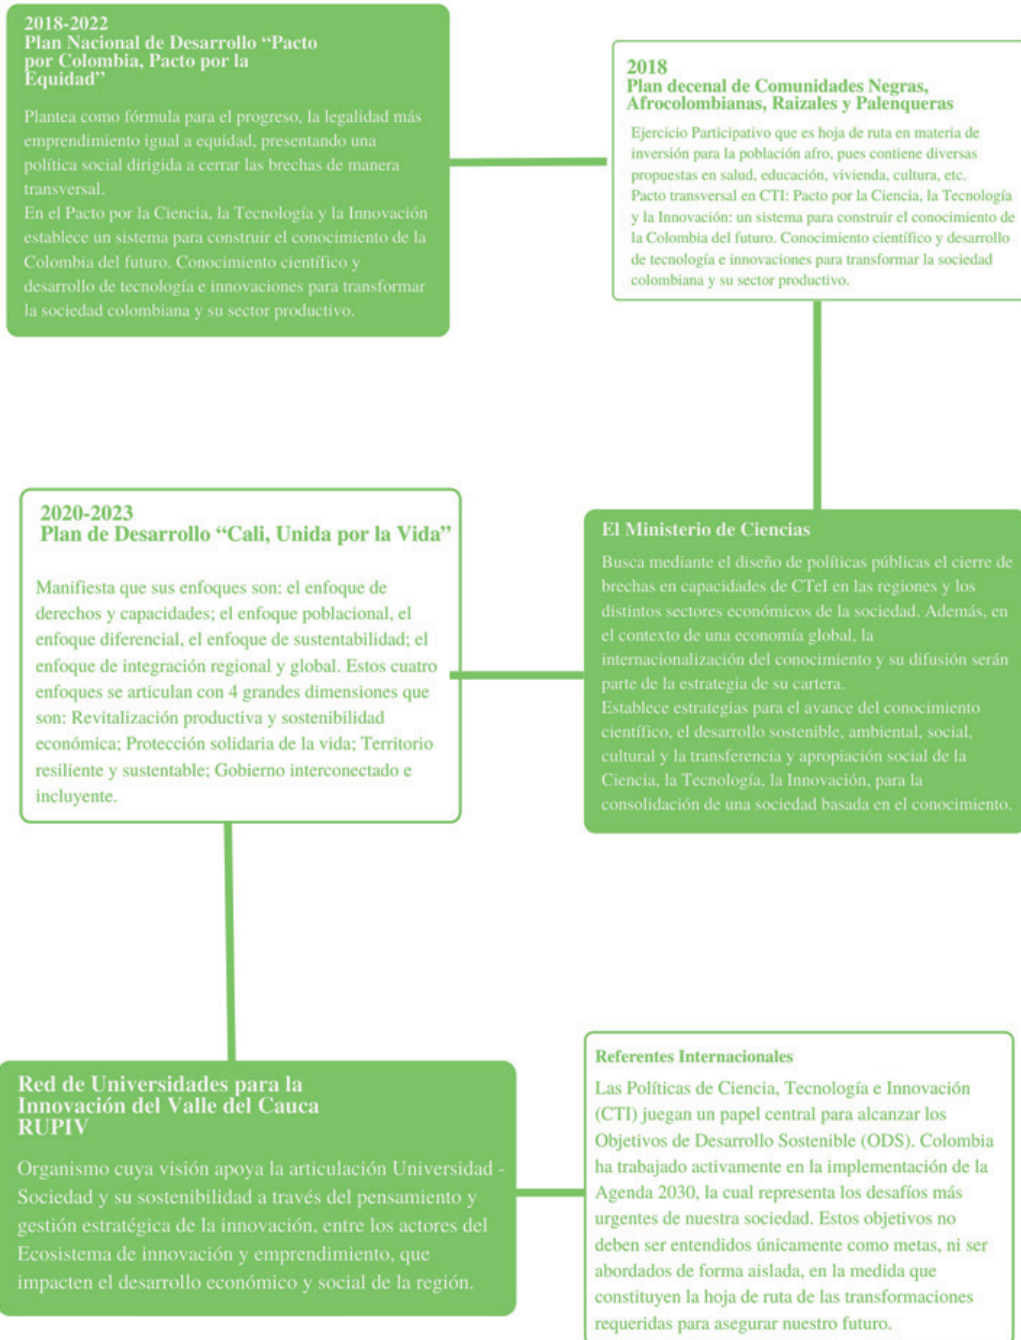 2018-2022
Plan Nacional de Desarrollo “Pacto
por Colombia, Pacto por la
Equidad”
Plantea como fórmula para el progreso, la legalidad más
emprendimiento igual a equidad, presentando una
política social dirigida a cerrar las brechas de manera
transversal.
En el Pacto por la Ciencia, la Tecnología y la Innovación
establece un sistema para construir el conocimiento de la
Colombia del futuro. Conocimiento científico y
desarrollo de tecnología e innovaciones para transformar
la sociedad colombiana y su sector productivo.
2018
Plan decenal de Comunidades Negras,
Afrocolombianas, Raizales y Palenqueras
Ejercicio Participativo que es hoja de ruta en materia de
inversión para la población afro, pues contiene diversas
propuestas en salud, educación, vivienda, cultura, etc.
Pacto transversal en CTI: Pacto por la Ciencia, la Tecnología
y la Innovación: un sistema para construir el conocimiento de
la Colombia del futuro. Conocimiento científico y desarrollo
de tecnología e innovaciones para transformar la sociedad
colombiana y su sector productivo.
2020-2023
Plan de Desarrollo “Cali, Unida por la Vida”
Manifiesta que sus enfoques son: el enfoque de
derechos y capacidades; el enfoque poblacional, el
enfoque diferencial, el enfoque de sustentabilidad; el
enfoque de integración regional y global. Estos cuatro
enfoques se articulan con 4 grandes dimensiones que
son: Revitalización productiva y sostenibilidad
económica; Protección solidaria de la vida; Territorio
resiliente y sustentable; Gobierno interconectado e
incluyente.
El Ministerio de Ciencias
Busca mediante el diseño de políticas públicas el cierre de
brechas en capacidades de CTeI en las regiones y los
distintos sectores económicos de la sociedad. Además, en
el contexto de una economía global, la
internacionalización del conocimiento y su difusión serán
parte de la estrategia de su cartera.
Establece estrategias para el avance del conocimiento
científico, el desarrollo sostenible, ambiental, social,
cultural y la transferencia y apropiación social de la
Ciencia, la Tecnología, la Innovación, para la
consolidación de una sociedad basada en el conocimiento.
Red de Universidades para la
Innovación del Valle del Cauca
RUPIV
Organismo cuya visión apoya la articulación Universidad -
Sociedad y su sostenibilidad a través del pensamiento y
gestión estratégica de la innovación, entre los actores del
Ecosistema de innovación y emprendimiento, que
impacten el desarrollo económico y social de la región.
Referentes Internacionales
Las Políticas de Ciencia, Tecnología e Innovación
(CTI) juegan un papel central para alcanzar los
Objetivos de Desarrollo Sostenible (ODS). Colombia
ha trabajado activamente en la implementación de la
Agenda 2030, la cual representa los desafíos más
urgentes de nuestra sociedad. Estos objetivos no
deben ser entendidos únicamente como metas, ni ser
abordados de forma aislada, en la medida que
constituyen la hoja de ruta de las transformaciones
requeridas para asegurar nuestro futuro.